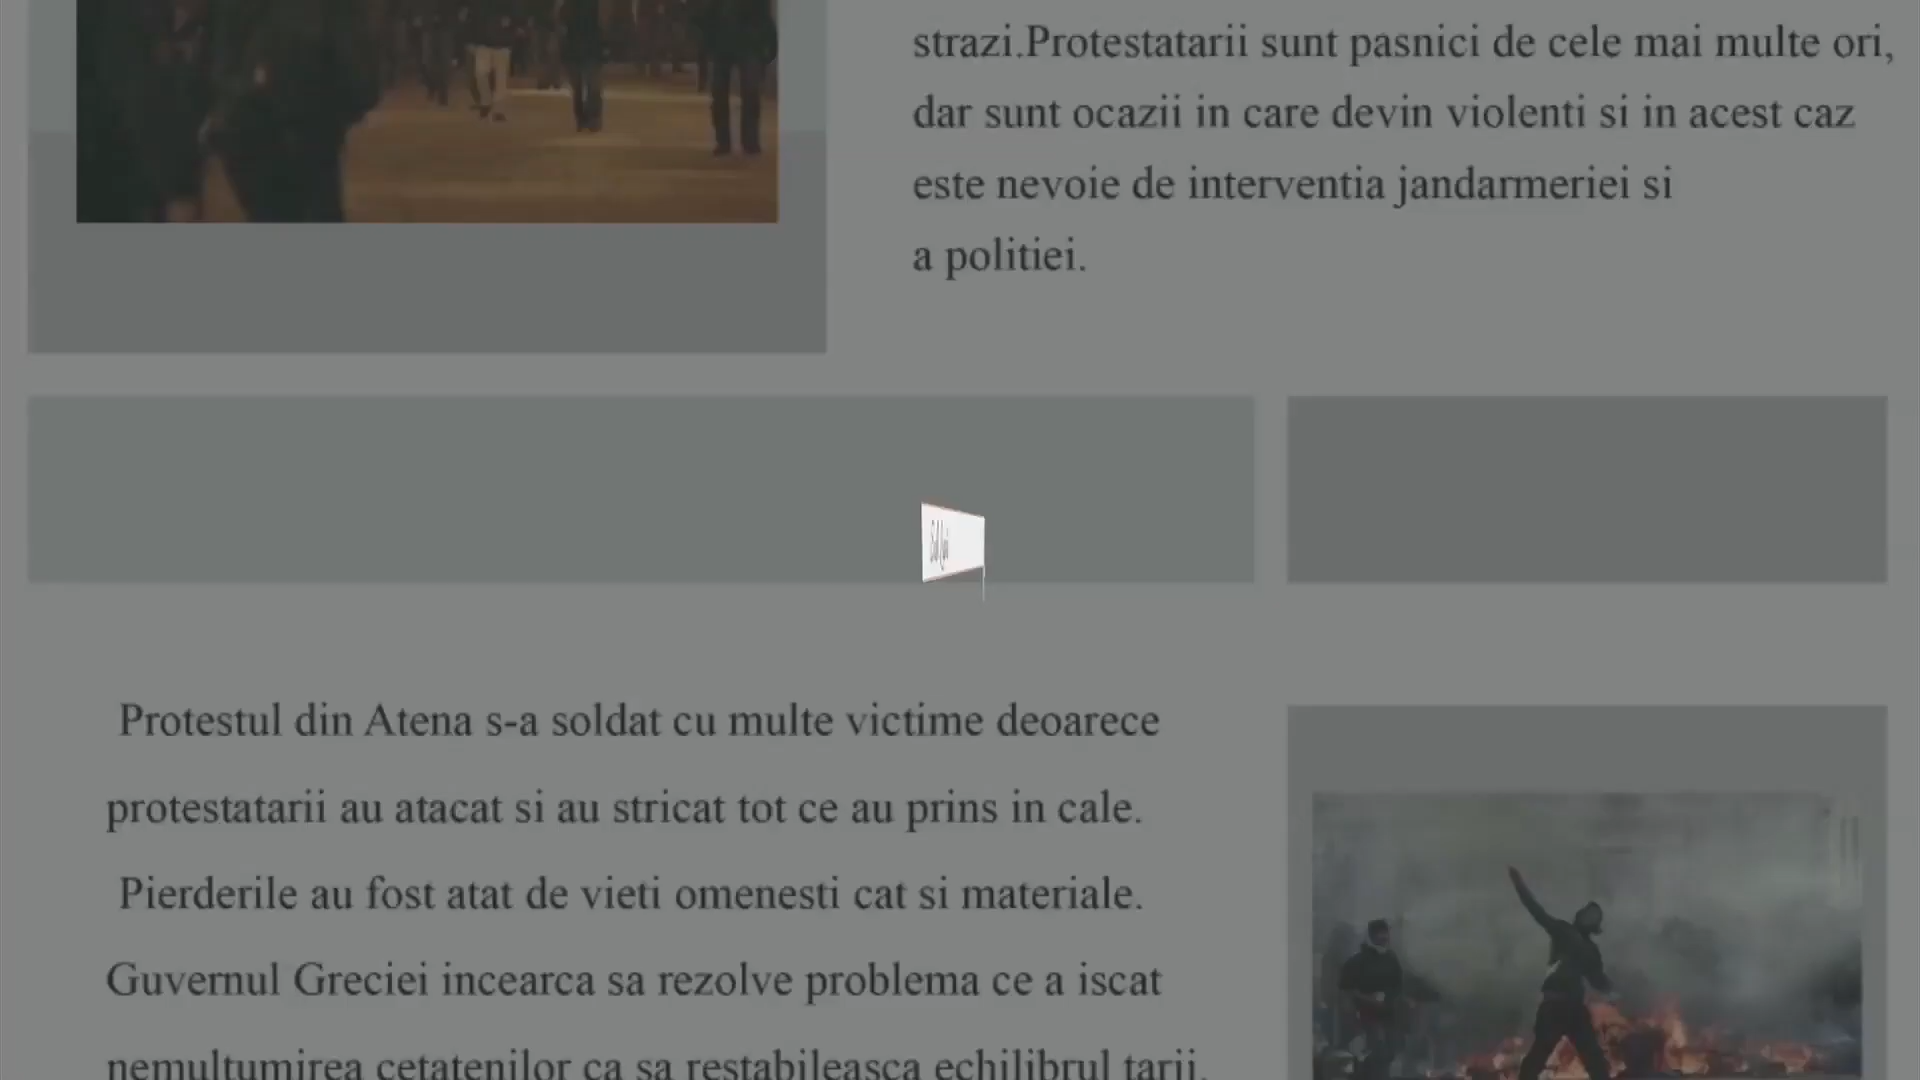 strazi.Protestatarii sunt pasnici de cele mai multe ori,
dar sunt ocazii in care devin violenti si in acest caz
este nevoie de interventia jandarmeriei si
a politiei.
Protestul din Atena s-a soldat cu multe victime deoarece
protestatarii au atacat si au stricat tot ce au prins in cale.
Pierderile au fost atat de vieti omenesti cat si materiale.
Guvernul Greciei incearca sa rezolve problema ce a iscat
nemultumirea cetatenilor ca sa restabileasca echilibrul tarii.